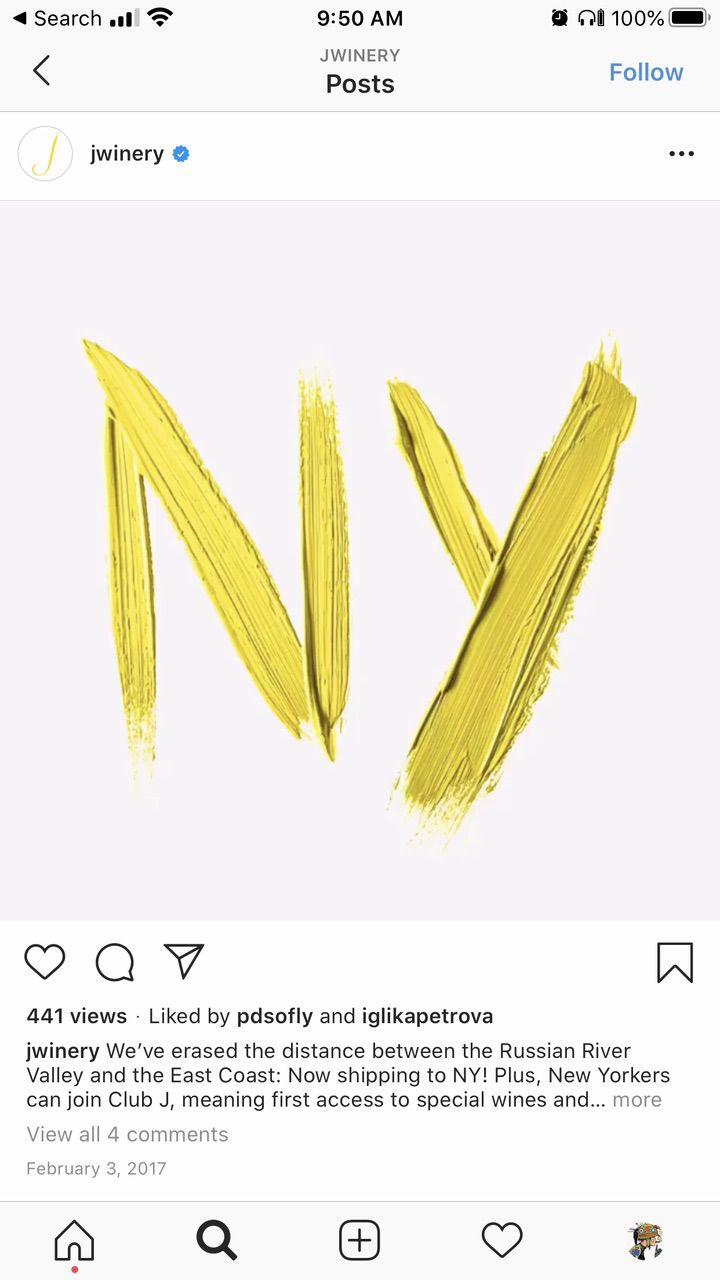 Search 9:50 AM 100%
JWINERY
Posts
Follow
J
jwinery
NY
441 views · Liked by pdsofly and iglikapetrova
jwinery We’ve erased the distance between the Russian River
Valley and the East Coast: Now shipping to NY! Plus, New Yorkers
can join Club J, meaning first access to special wines and... more
View all 4 comments
February 3, 2017